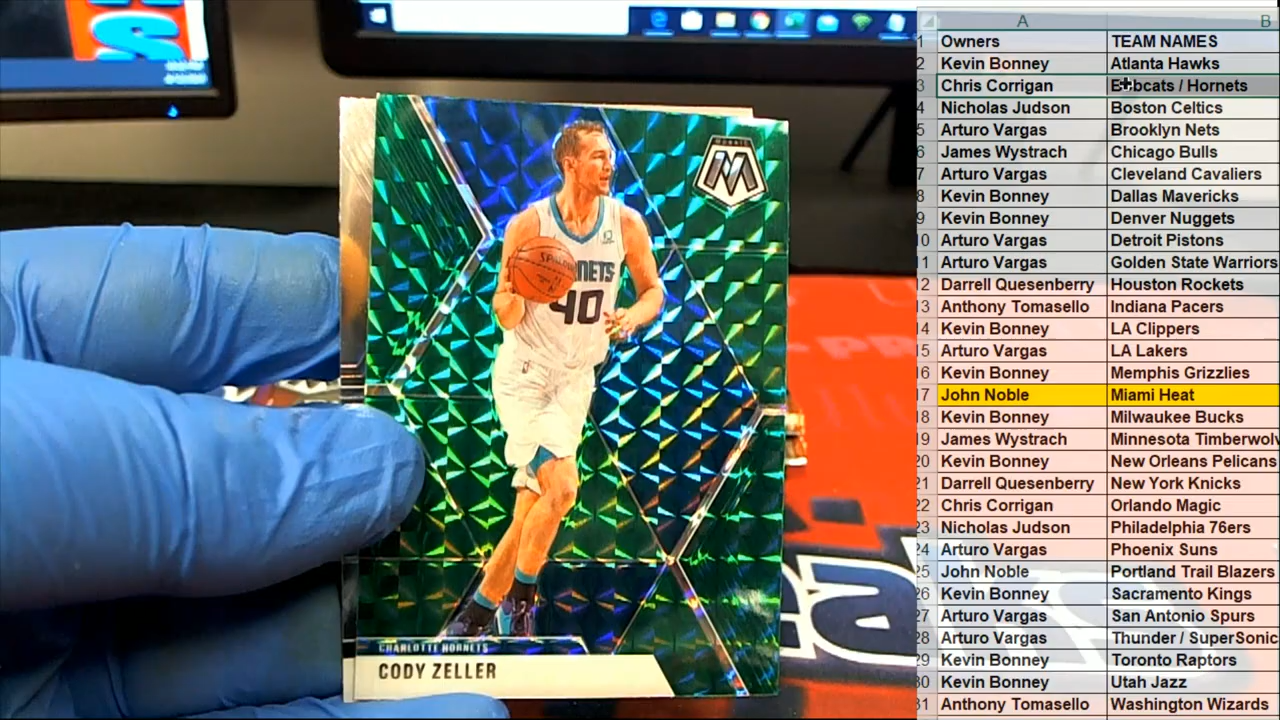 A B
1 Owners TEAM NAMES
2 Kevin Bonney Atlanta Hawks
3 Chris Corrigan Bobcats / Hornets
4 Nicholas Judson Boston Celtics
5 Arturo Vargas Brooklyn Nets
6 James Wystrach Chicago Bulls
7 Arturo Vargas Cleveland Cavaliers
8 Kevin Bonney Dallas Mavericks
9 Kevin Bonney Denver Nuggets
10 Arturo Vargas Detroit Pistons
11 Arturo Vargas Golden State Warriors
12 Darrell Quesenberry Houston Rockets
13 Anthony Tomasello Indiana Pacers
14 Kevin Bonney LA Clippers
15 Arturo Vargas LA Lakers
16 Kevin Bonney Memphis Grizzlies
17 John Noble Miami Heat
18 Kevin Bonney Milwaukee Bucks
19 James Wystrach Minnesota Timberwolv
20 Kevin Bonney New Orleans Pelicans
21 Darrell Quesenberry New York Knicks
22 Chris Corrigan Orlando Magic
23 Nicholas Judson Philadelphia 76ers
24 Arturo Vargas Phoenix Suns
25 John Noble Portland Trail Blazers
26 Kevin Bonney Sacramento Kings
27 Arturo Vargas San Antonio Spurs
28 Arturo Vargas Thunder / SuperSonic
29 Kevin Bonney Toronto Raptors
30 Kevin Bonney Utah Jazz
31 Anthony Tomasello Washington Wizards
MOSAIC
M
SPALDING
NETS
40
CHARLOTTE HORNETS
CODY ZELLER